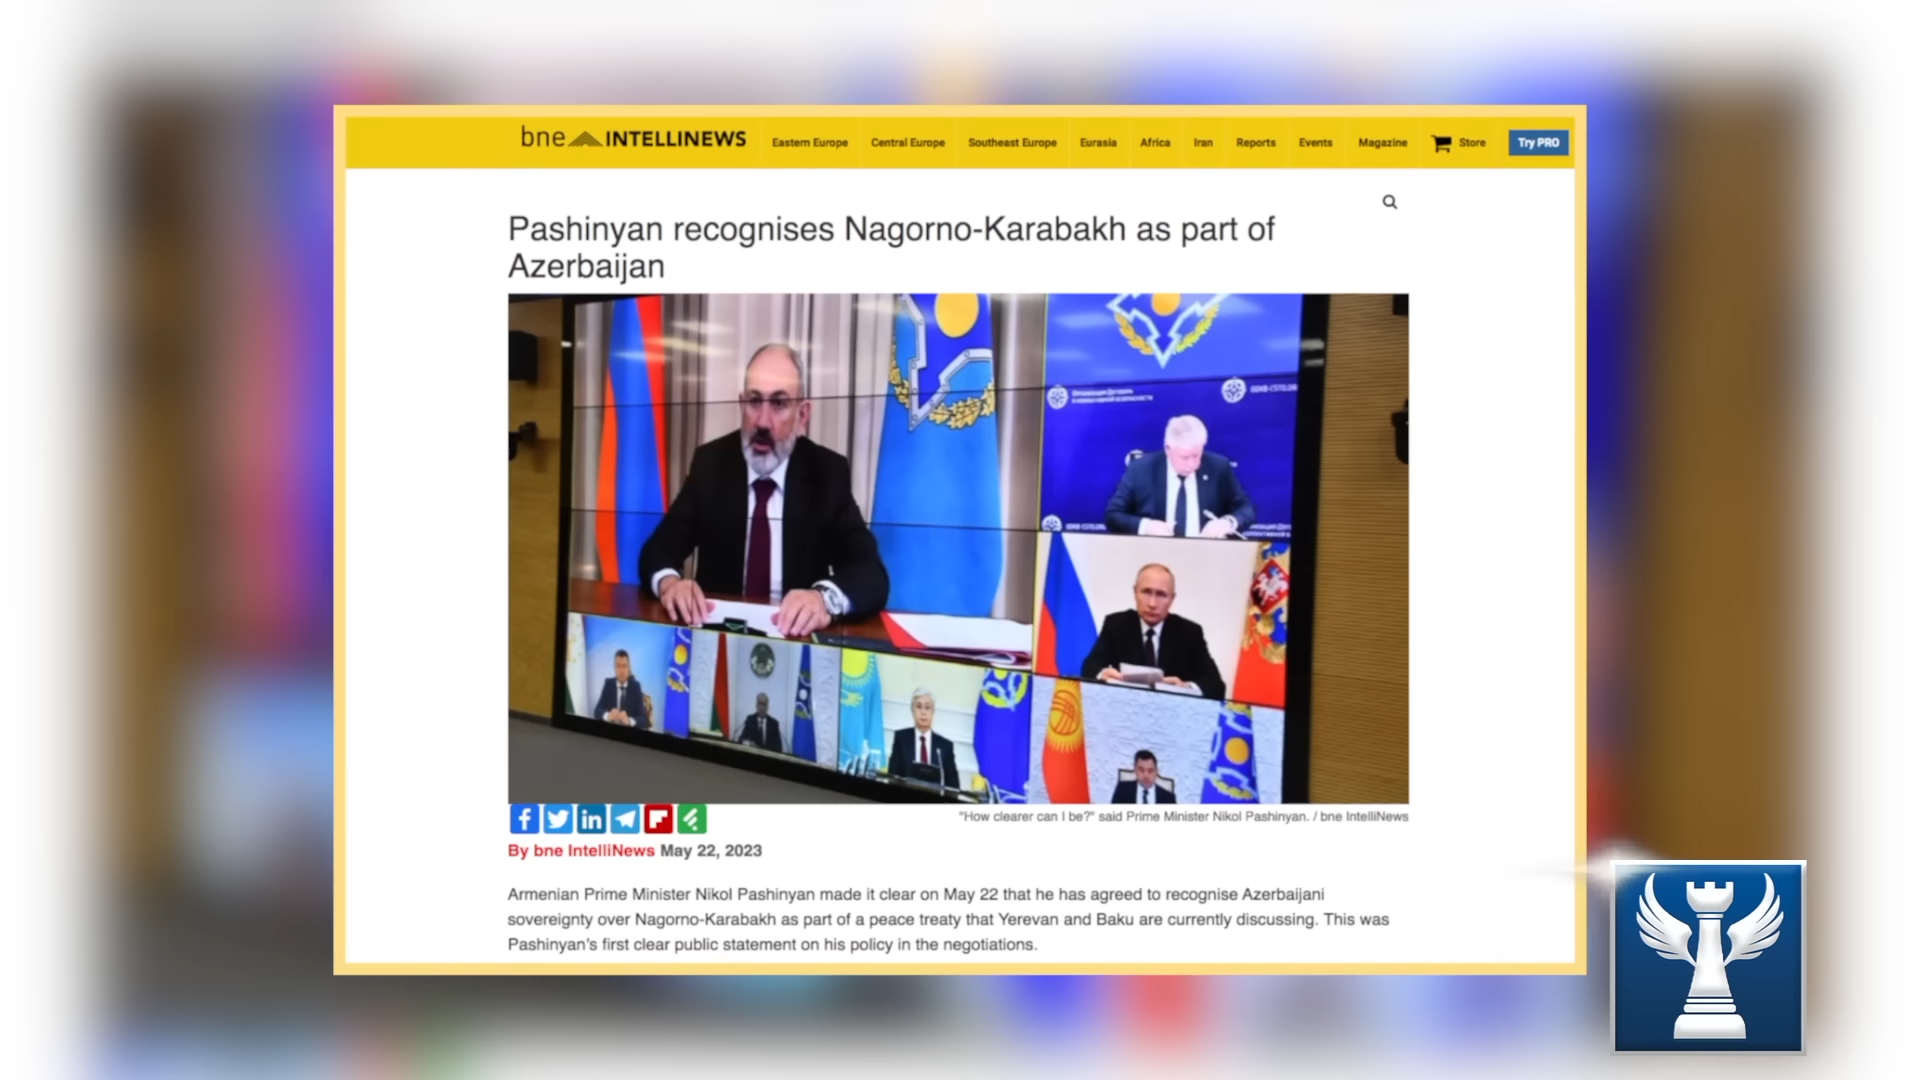 bne INTELLINEWS
Eastern Europe Central Europe Southeast Europe Eurasia Africa Iran Reports Events Magazine Store Try PRO
Pashinyan recognises Nagorno-Karabakh as part of
Azerbaijan
"How clearer can I be?" said Prime Minister Nikol Pashinyan. / bne IntelliNews
By bne IntelliNews May 22, 2023
Armenian Prime Minister Nikol Pashinyan made it clear on May 22 that he has agreed to recognise Azerbaijani
sovereignty over Nagorno-Karabakh as part of a peace treaty that Yerevan and Baku are currently discussing. This was
Pashinyan's first clear public statement on his policy in the negotiations.